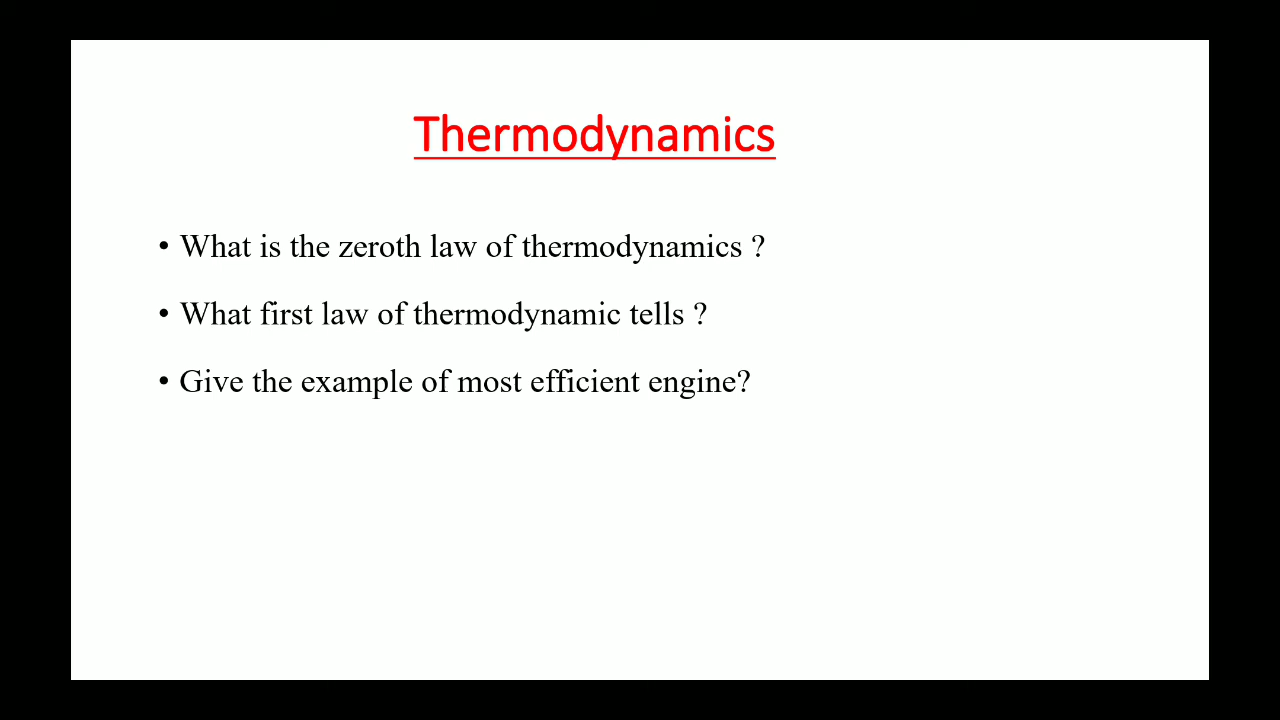 Thermodynamics
• What is the zeroth law of thermodynamics ?
• What first law of thermodynamic tells ?
• Give the example of most efficient engine?